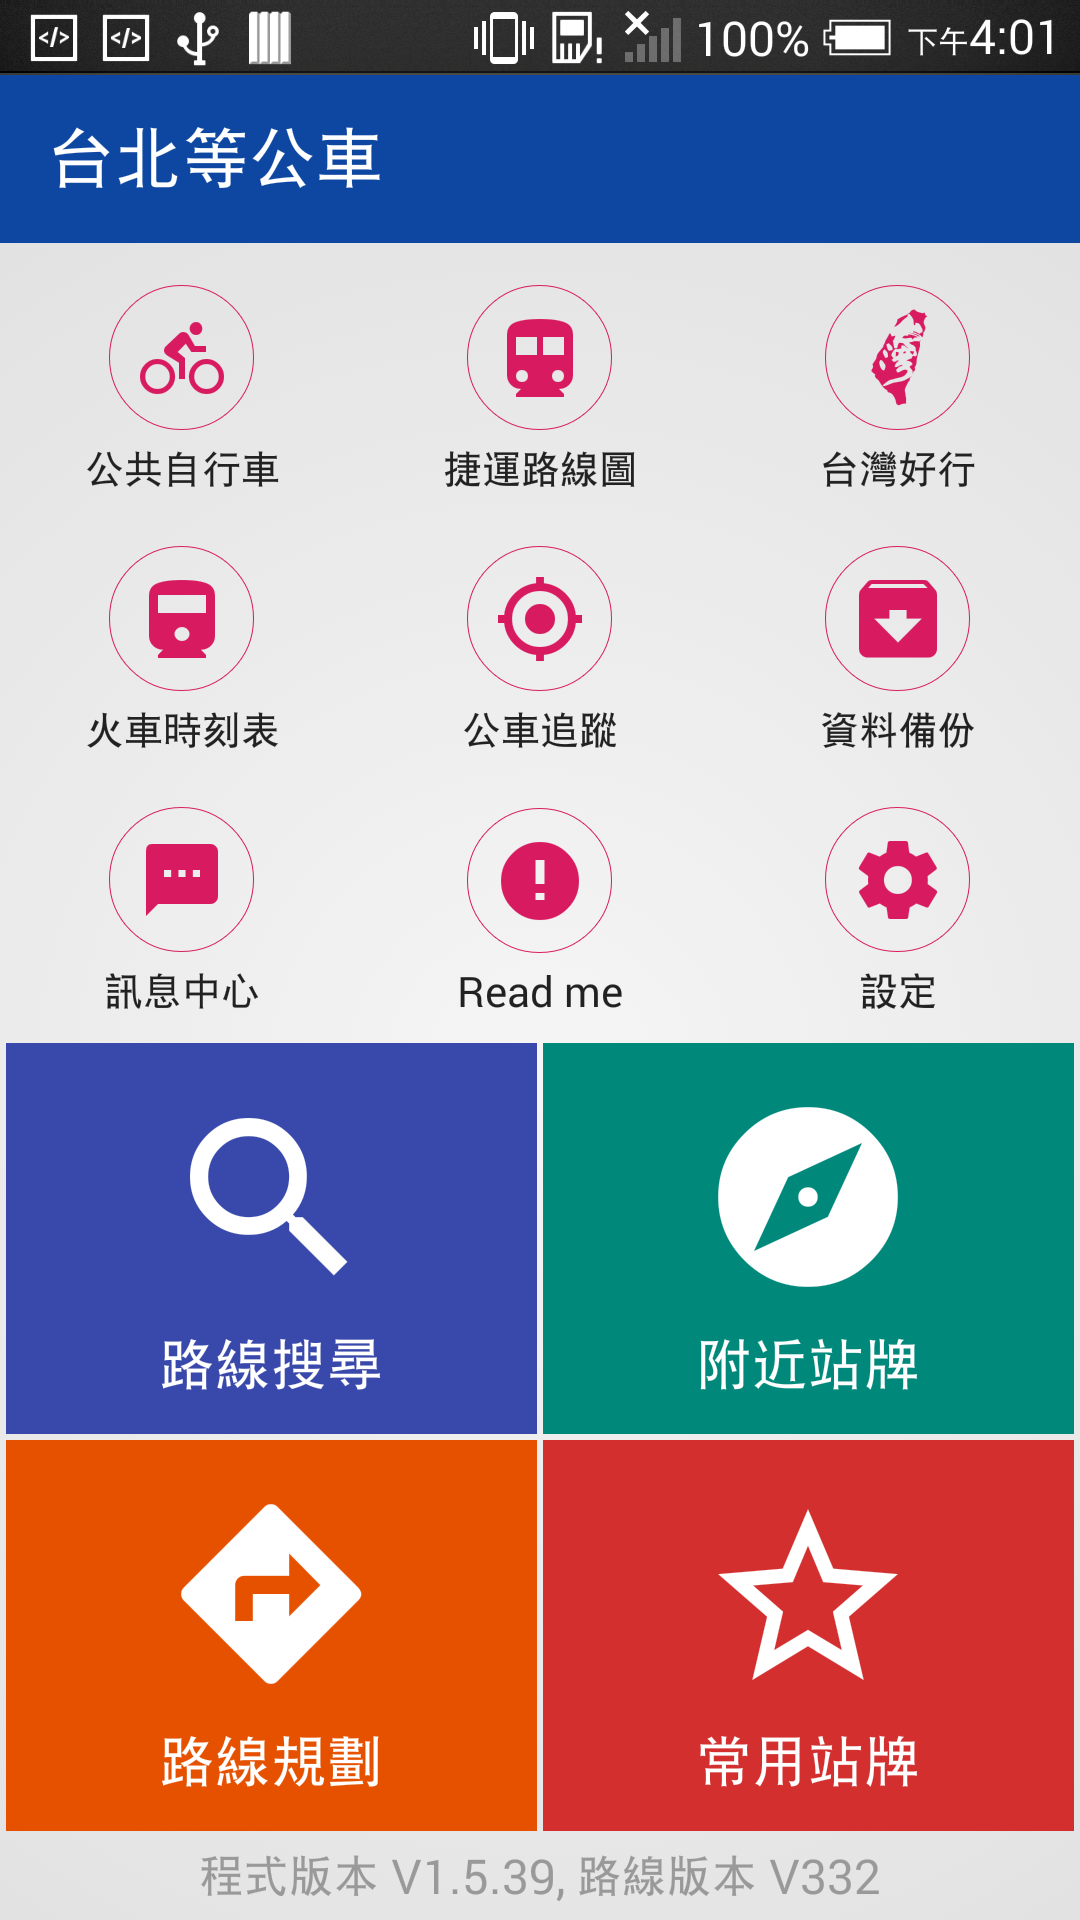 100% 下午4:01
台北等公車
公共自行車 捷運路線圖 台灣好行
火車時刻表 公車追蹤 資料備份
訊息中心 Read me 設定
路線搜尋 附近站牌
路線規劃 常用站牌
程式版本 V1.5.39, 路線版本 V332